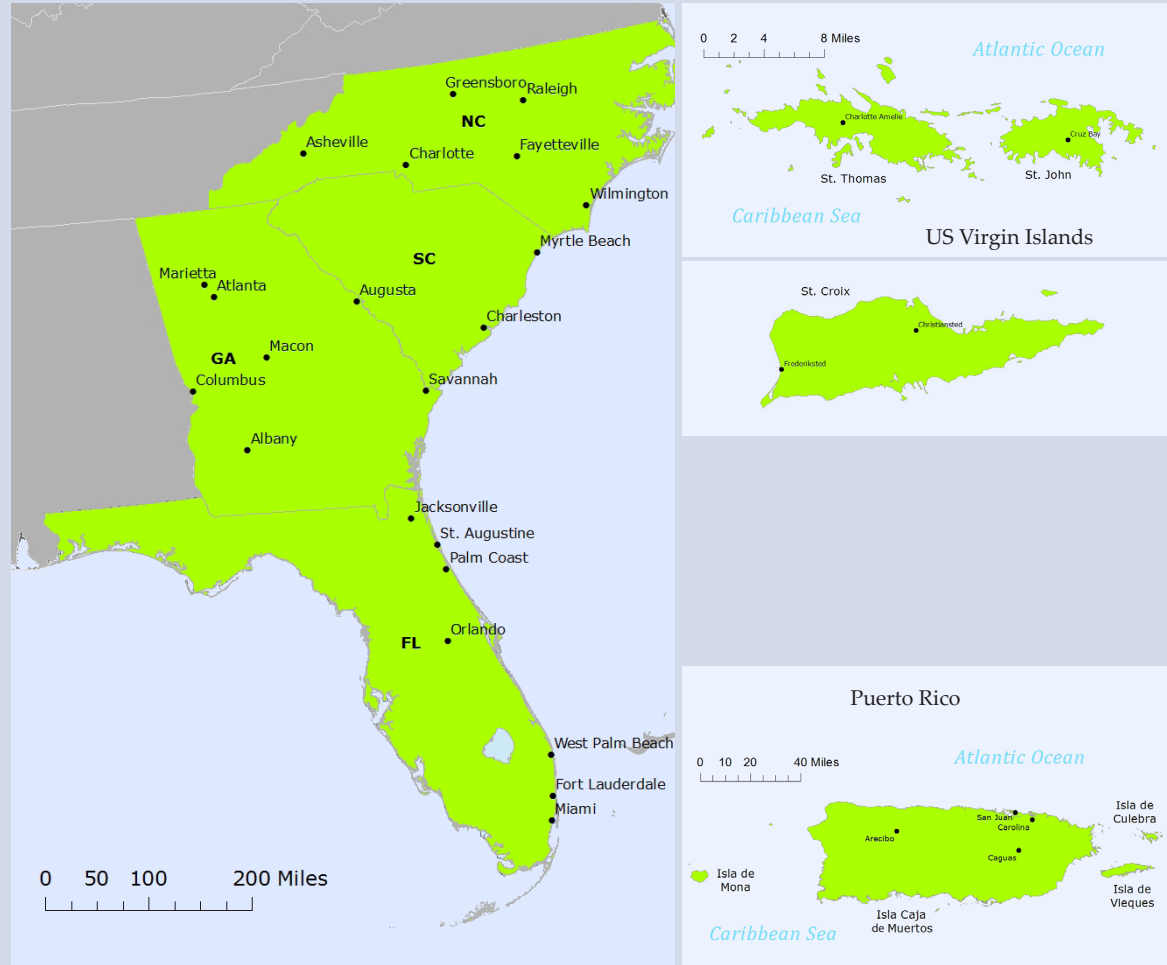 Greensboro
Raleigh
NC
Asheville
Charlotte
Fayetteville
Wilmington
Myrtle Beach
SC
Marietta
Atlanta
Augusta
Charleston
Macon
GA
Columbus
Savannah
Albany
Jacksonville
St. Augustine
Palm Coast
Orlando
FL
West Palm Beach
Fort Lauderdale
Miami
0 50 100 200 Miles
0 2 4 8 Miles
Atlantic Ocean
Charlotte Amelie
Cruz Bay
St. Thomas
St. John
Caribbean Sea
US Virgin Islands
St. Croix
Christiansted
Frederiksted
Puerto Rico
Atlantic Ocean
0 10 20 40 Miles
San Juan
Carolina
Arecibo
Caguas
Isla de
Culebra
Isla de
Mona
Isla de
Vieques
Isla Caja
de Muertos
Caribbean Sea